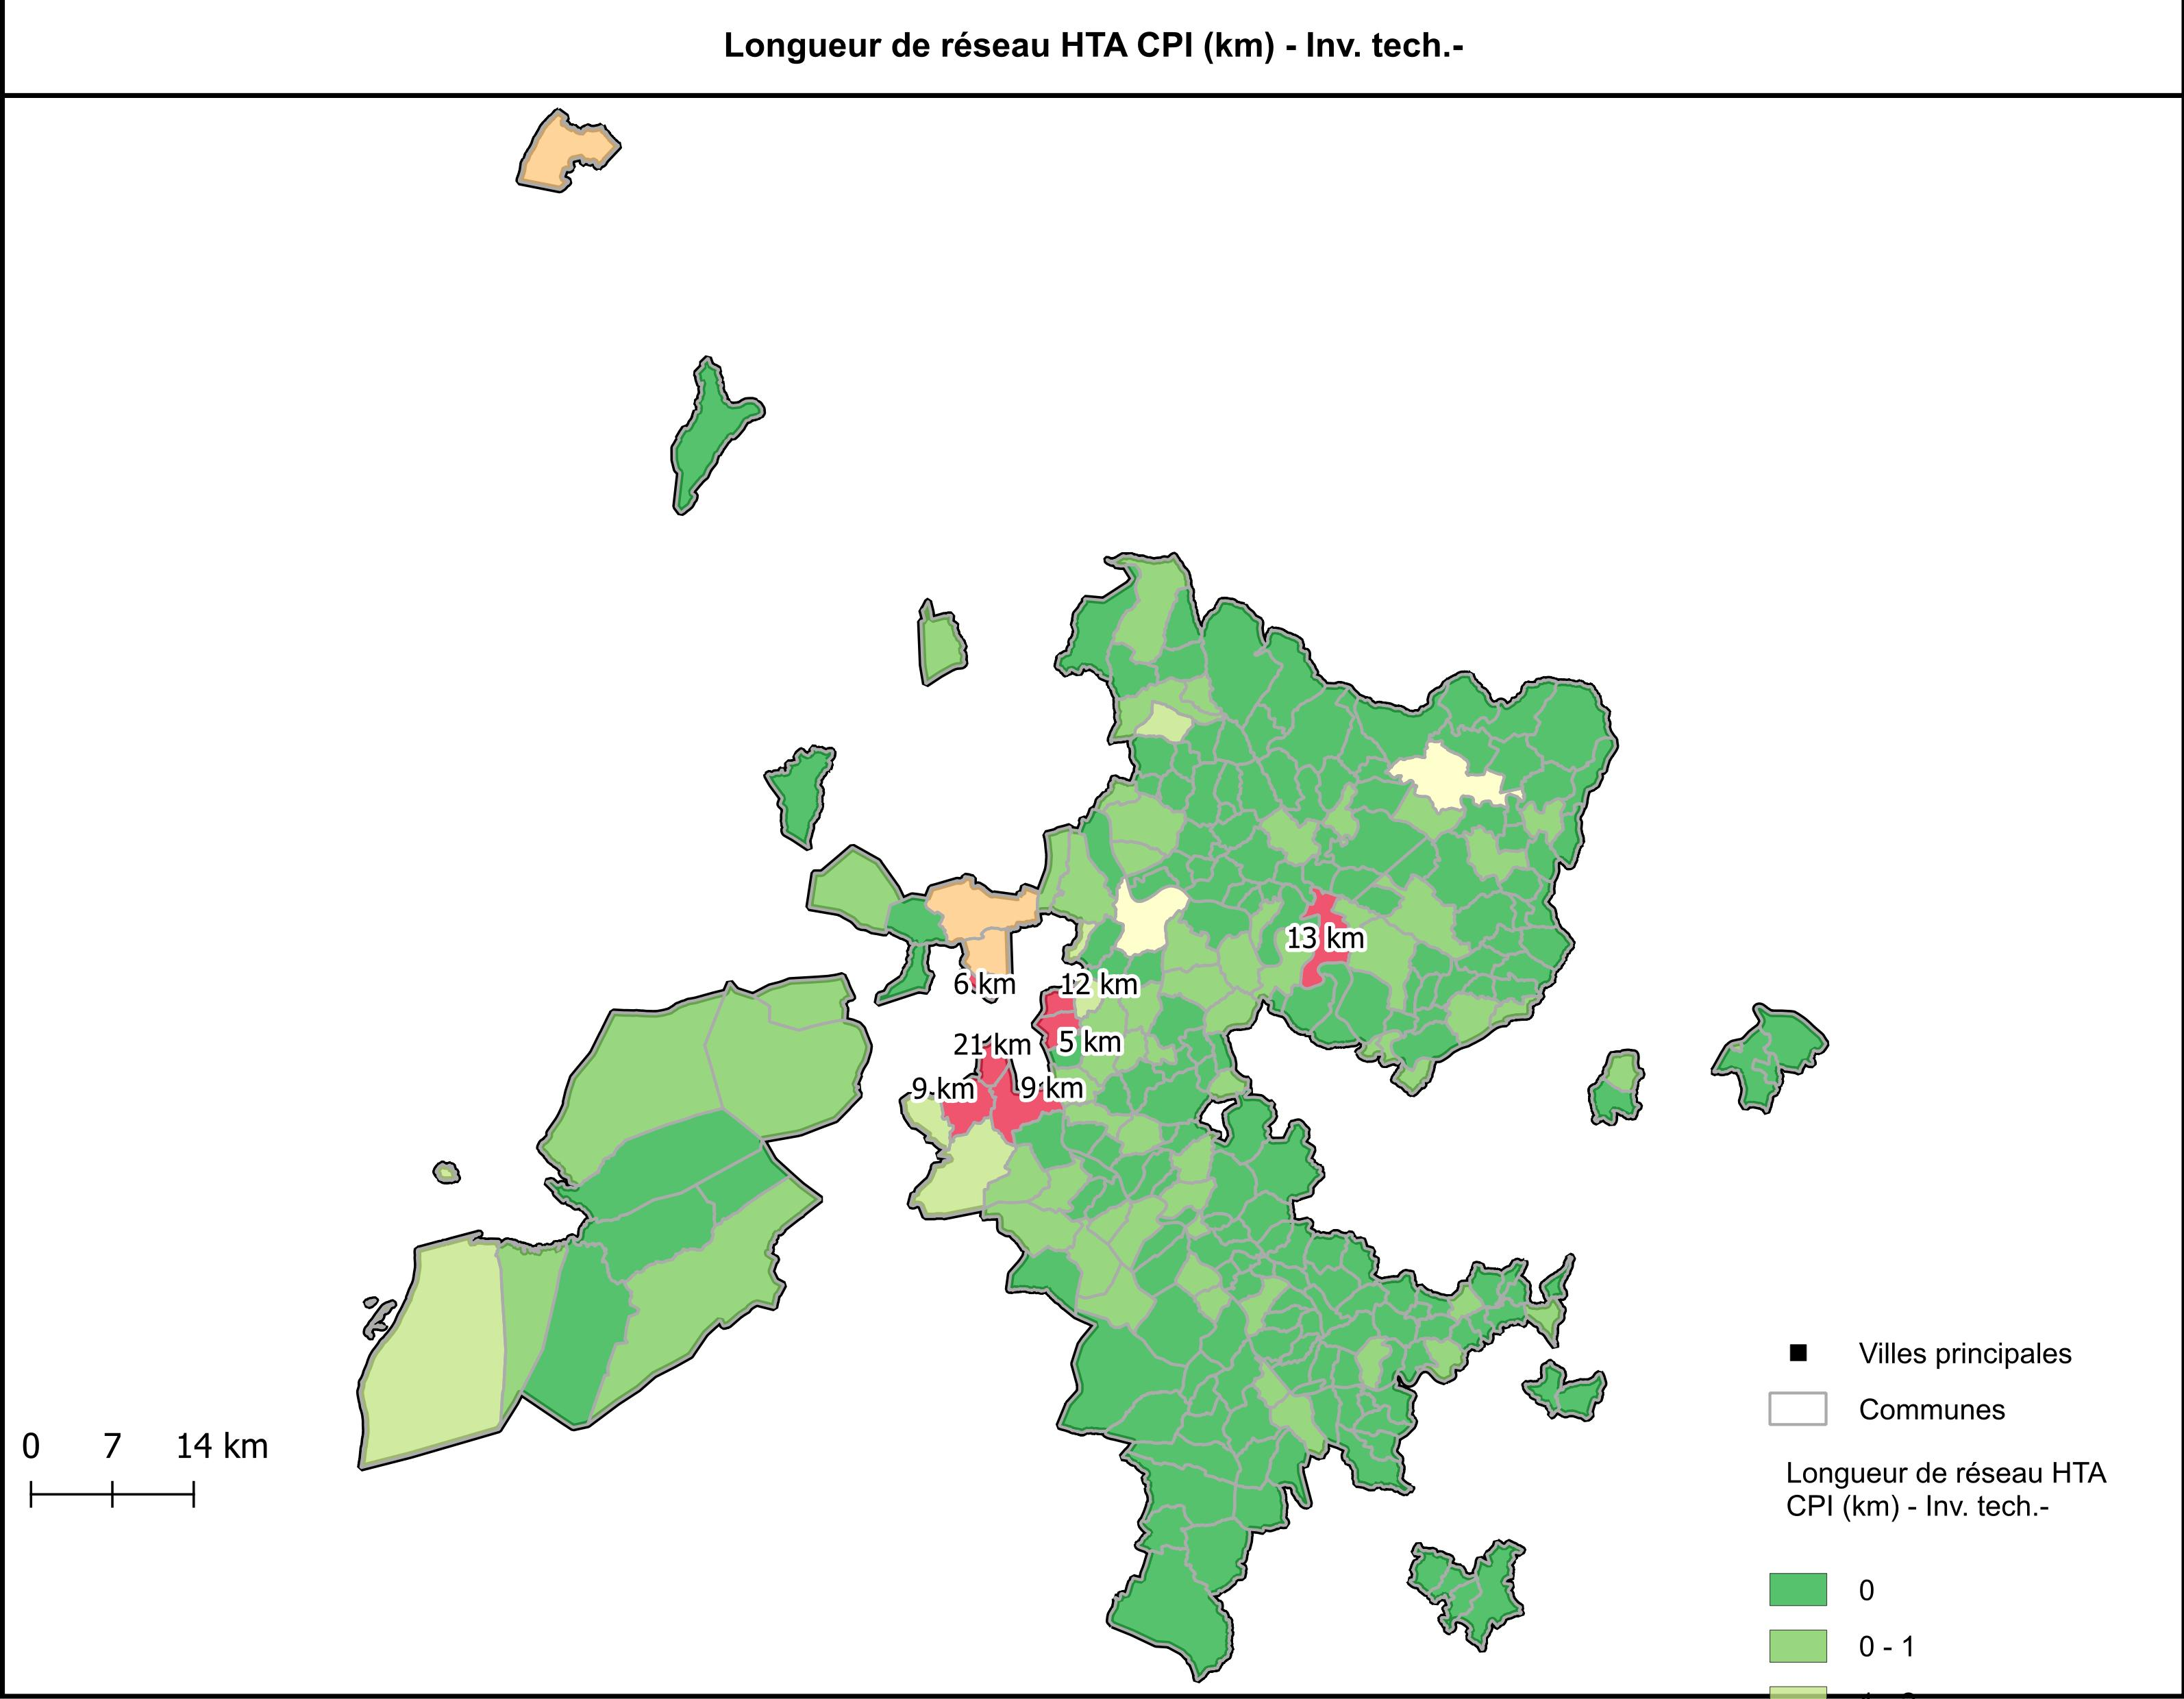 Longueur de réseau HTA CPI (km) - Inv. tech.-
13 km
6 km
12 km
21 km
5 km
9 km
9 km
0 7 14 km
Villes principales
Communes
Longueur de réseau HTA
CPI (km) - Inv. tech.-
0
0 - 1